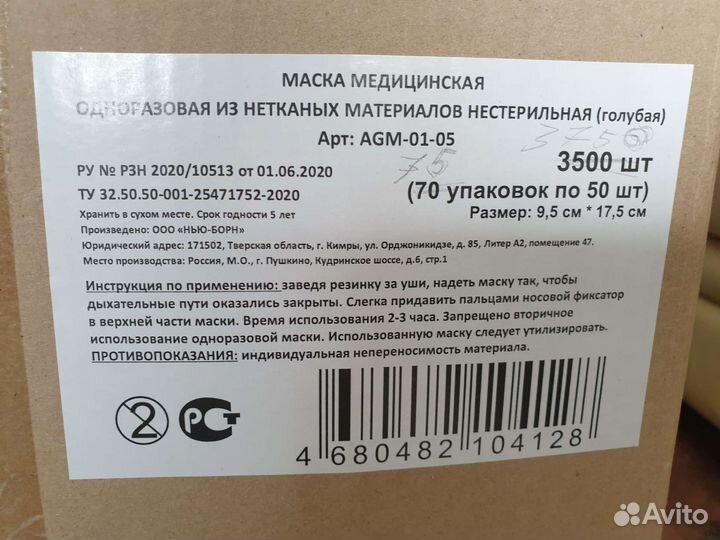 МАСКА МЕДИЦИНСКАЯ
ОДНОРАЗОВАЯ ИЗ НЕТКАНЫХ МАТЕРИАЛОВ НЕСТЕРИЛЬНАЯ (голубая)
Арт: AGM-01-05
3750
РУ № РЗН 2020/10513 от 01.06.2020
75
3500 шт
ТУ 32.50.50-001-25471752-2020
(70 упаковок по 50 шт)
Хранить в сухом месте. Срок годности 5 лет
Размер: 9,5 см * 17,5 см
Произведено: ООО «НЬЮ-БОРН»
Юридический адрес: 171502, Тверская область, г. Кимры, ул. Орджоникидзе, д. 85, Литер А2, помещение 47.
Место производства: Россия, М.О., г. Пушкино, Кудринское шоссе, д.6, стр.1
Инструкция по применению: заведя резинку за уши, надеть маску так, чтобы
дыхательные пути оказались закрыты. Слегка придавить пальцами носовой фиксатор
в верхней части маски. Время использования 2-3 часа. Запрещено вторичное
использование одноразовой маски. Использованную маску следует утилизировать.
ПРОТИВОПОКАЗАНИЯ: индивидуальная непереносимость материала.
2
РСТ
4 680482 104128
Avito